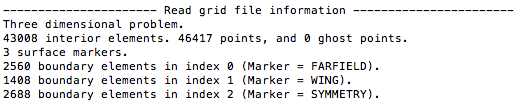 ---------------------- Read grid file information -----------------------
Three dimensional problem.
43008 interior elements. 46417 points, and 0 ghost points.
3 surface markers.
2560 boundary elements in index 0 (Marker = FARFIELD).
1408 boundary elements in index 1 (Marker = WING).
2688 boundary elements in index 2 (Marker = SYMMETRY).